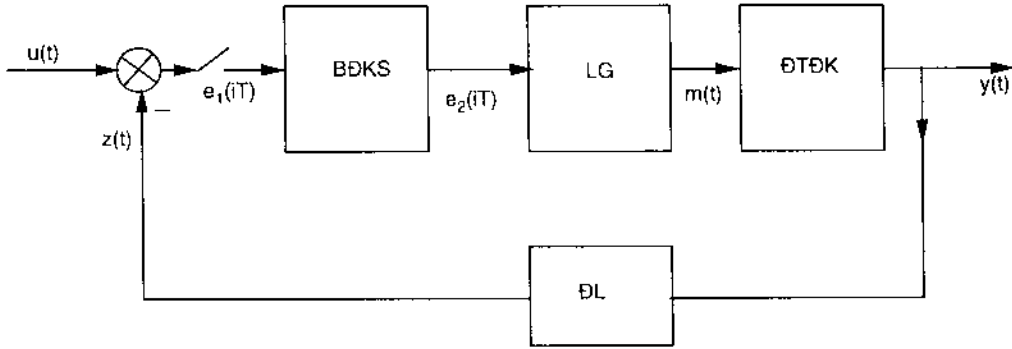 u(t)
e₁(iT)
BĐKS
e₂(iT)
LG
m(t)
ĐTĐK
y(t)
z(t)
–
ĐL